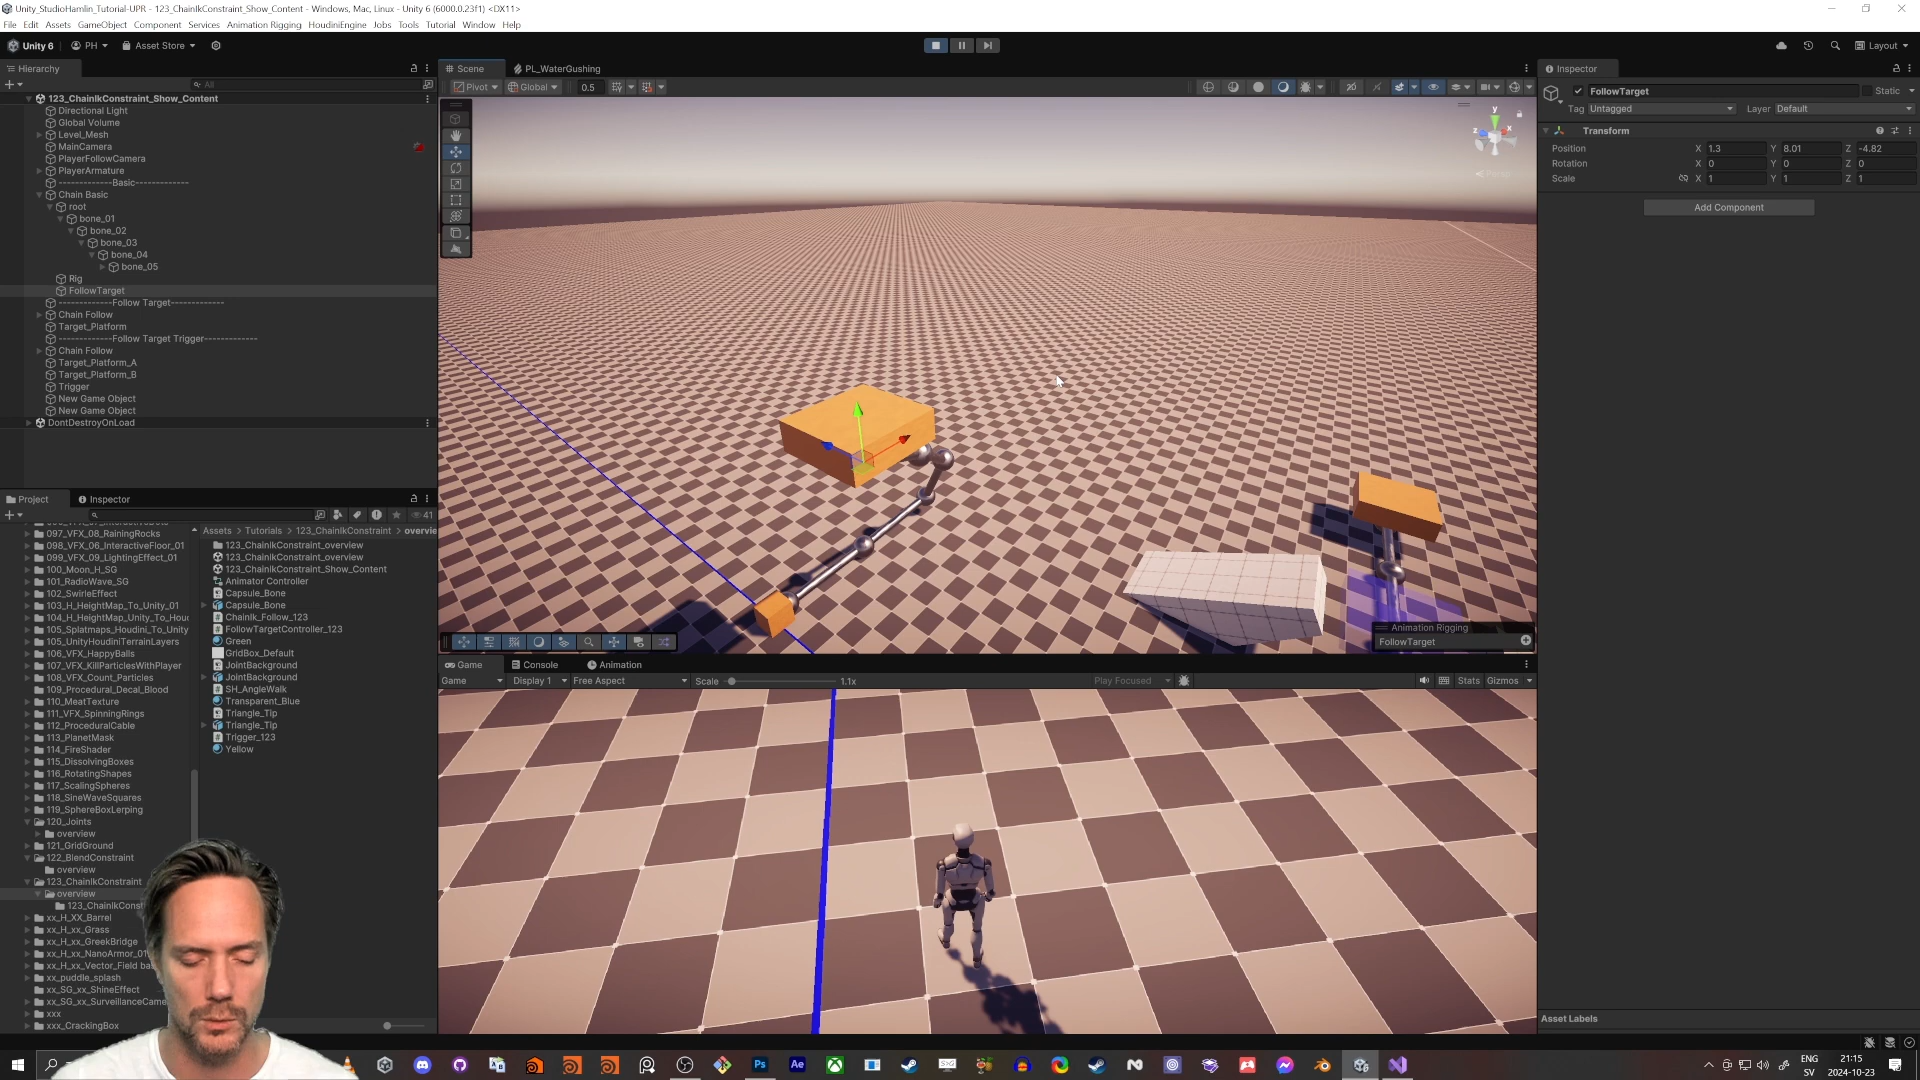 Unity_StudioHamlin_Tutorial-UPR - 123_ChainIkConstraint_Show_Content - Windows, Mac, Linux - Unity 6 (6000.0.23f1) <DX11>
File Edit Assets GameObject Component Services Animation Rigging HoudiniEngine Jobs Tools Tutorial Window Help
Unity 6 PH Asset Store Layout
Hierarchy
All
123_ChainIkConstraint_Show_Content
Directional Light
Global Volume
Level_Mesh
MainCamera
PlayerFollowCamera
PlayerArmature
-------------Basic-------------
Chain Basic
root
bone_01
bone_02
bone_03
bone_04
bone_05
Rig
FollowTarget
-------------Follow Target-------------
Chain Follow
Target_Platform
-------------Follow Target Trigger-------------
Chain Follow
Target_Platform_A
Target_Platform_B
Trigger
New Game Object
New Game Object
DontDestroyOnLoad
Scene PL_WaterGushing
Pivot Global 0.5
y
x
z
Persp
Animation Rigging
FollowTarget
Inspector
FollowTarget Static
Tag Untagged Layer Default
Transform
Position X 1.3 Y 8.01 Z -4.82
Rotation X 0 Y 0 Z 0
Scale X 1 Y 1 Z 1
Add Component
Asset Labels
Project Inspector
41
097_VFX_08_RainingRocks
098_VFX_06_InteractiveFloor_01
099_VFX_09_LightingEffect_01
100_Moon_H_SG
101_RadioWave_SG
102_SwirleEffect
103_H_HeightMap_To_Unity_01
104_H_HeightMap_Unity_To_Hou
105_Splatmaps_Houdini_To_Unity
105_UnityHoudiniTerrainLayers
106_VFX_HappyBalls
107_VFX_KillParticlesWithPlayer
108_VFX_Count_Particles
109_Procedural_Decal_Blood
110_MeatTexture
111_VFX_SpinningRings
112_ProceduralCable
113_PlanetMask
114_FireShader
115_DissolvingBoxes
116_RotatingShapes
117_ScalingSpheres
118_SineWaveSquares
119_SphereBoxLerping
120_Joints
overview
121_GridGround
122_BlendConstraint
overview
123_ChainIkConstraint
overview
123_ChainIkConst
xx_H_XX_Barrel
xx_H_xx_Grass
xx_H_xx_GreekBridge
xx_H_xx_NanoArmor_01
xx_H_xx_Vector_Field ba
xx_puddle_splash
xx_SG_xx_ShineEffect
xx_SG_xx_SurveillanceCame
xxx
xxx_CrackingBox
Assets > Tutorials > 123_ChainIkConstraint > overvie
123_ChainIkConstraint_overview
123_ChainIkConstraint_overview
123_ChainIkConstraint_Show_Content
Animator Controller
Capsule_Bone
Capsule_Bone
ChainIk_Follow_123
FollowTargetController_123
Green
GridBox_Default
JointBackground
JointBackground
SH_AngleWalk
Transparent_Blue
Triangle_Tip
Triangle_Tip
Trigger_123
Yellow
Game Console Animation
Game Display 1 Free Aspect Scale 1.1x Play Focused Stats Gizmos
Ps Ae
ENG
SV
21:15
2024-10-23